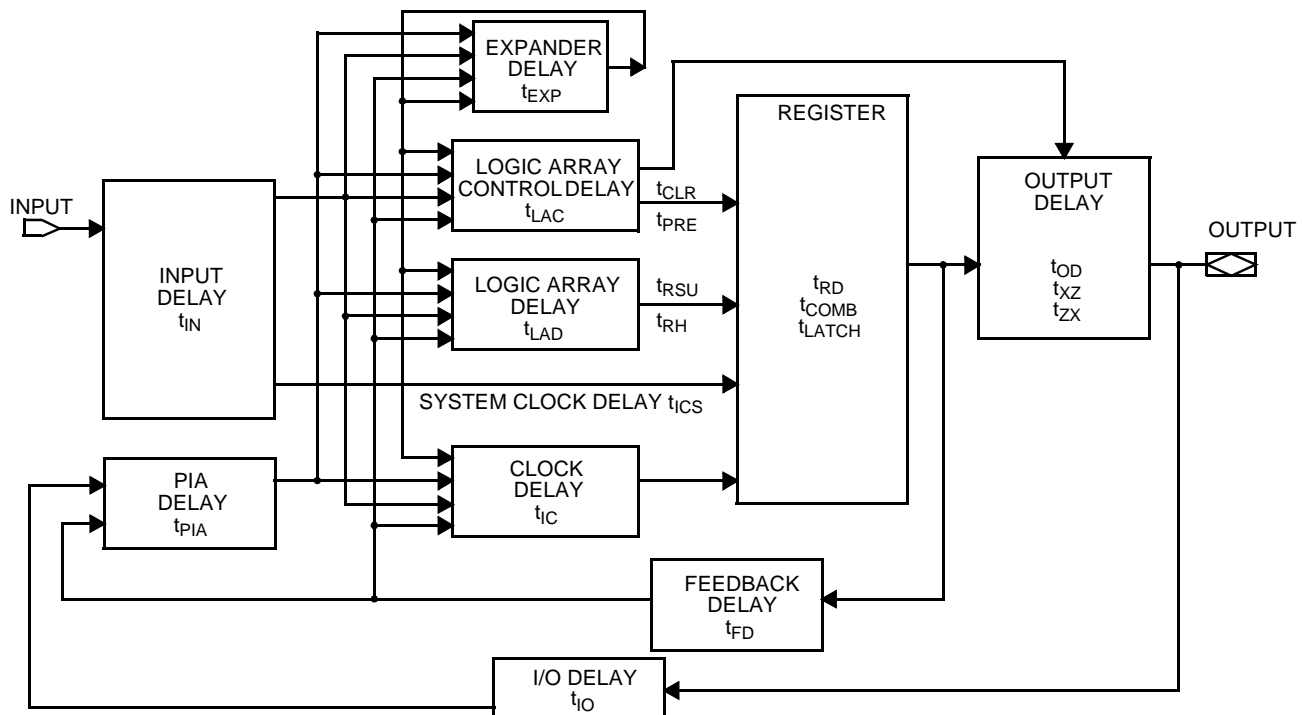 EXPANDER
DELAY
tEXP
REGISTER
LOGIC ARRAY
CONTROL DELAY
tLAC
tCLR
tPRE
OUTPUT
DELAY
tOD
tXZ
tZX
INPUT
OUTPUT
INPUT
DELAY
tIN
LOGIC ARRAY
DELAY
tLAD
tRSU
tRH
tRD
tCOMB
tLATCH
SYSTEM CLOCK DELAY tICS
PIA
DELAY
tPIA
CLOCK
DELAY
tIC
FEEDBACK
DELAY
tFD
I/O DELAY
tIO